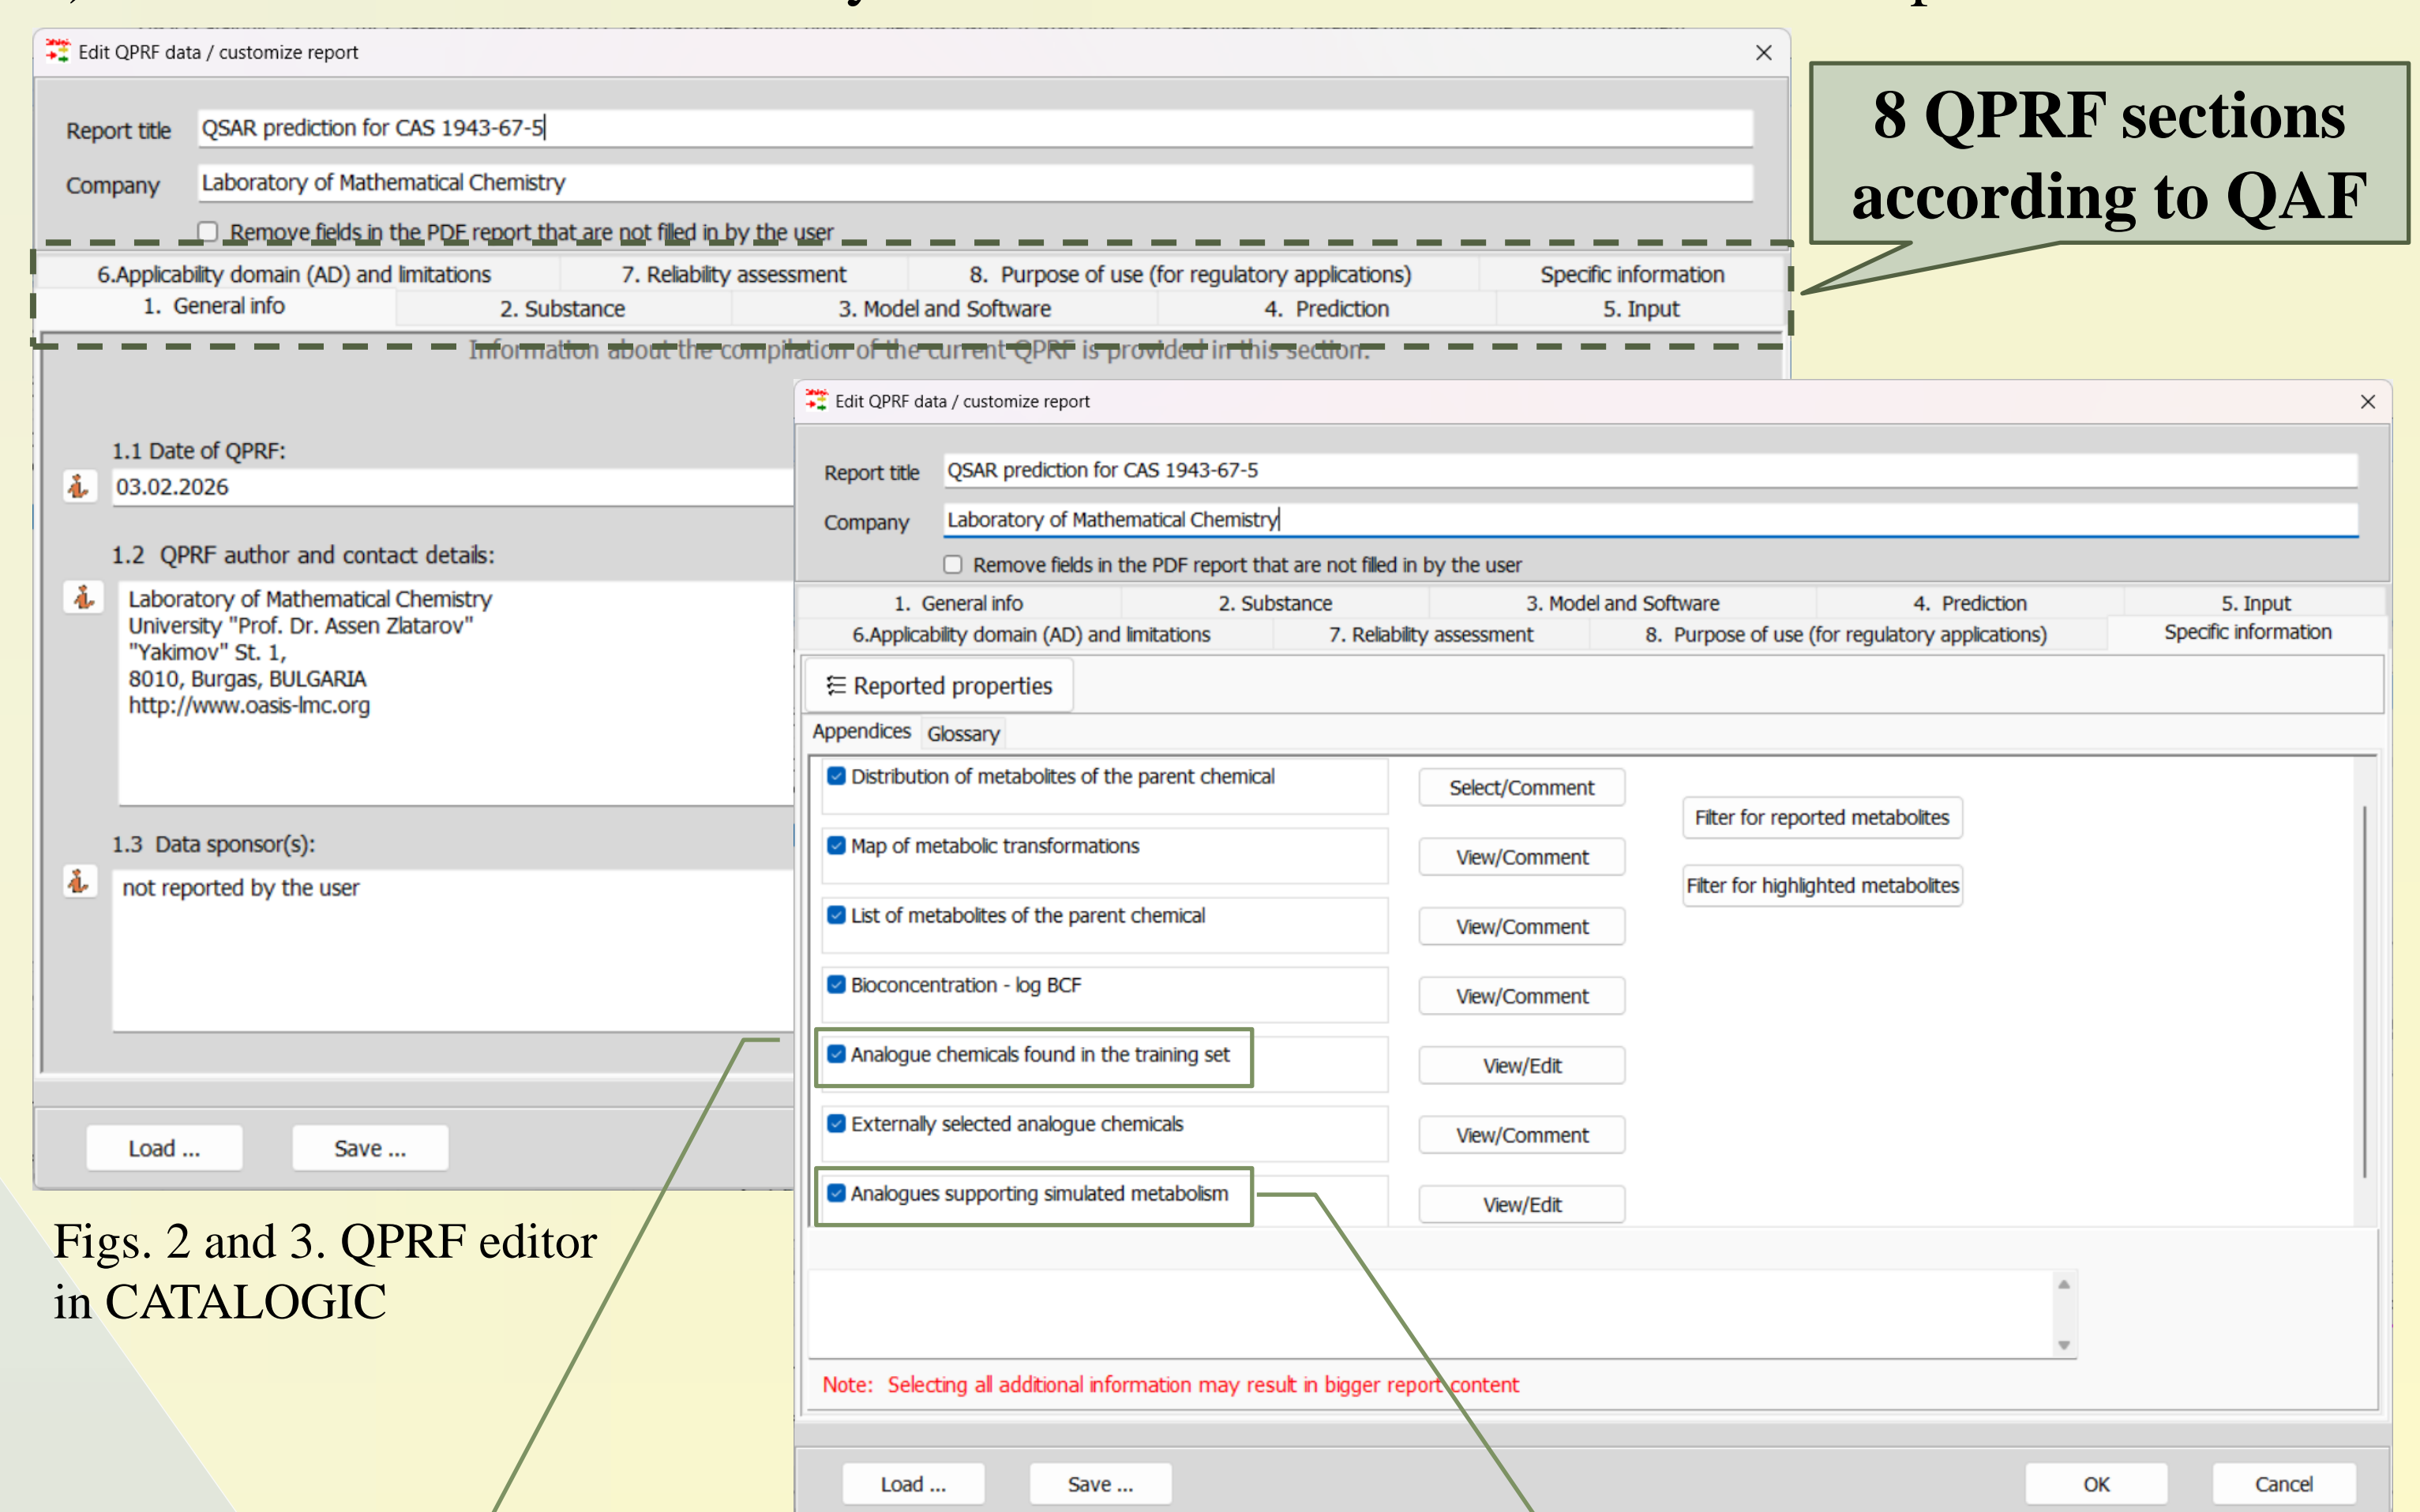 Edit QPRF data / customize report
Report title QSAR prediction for CAS 1943-67-5
Company Laboratory of Mathematical Chemistry
Remove fields in the PDF report that are not filled in by the user
6.Applicability domain (AD) and limitations 7. Reliability assessment 8. Purpose of use (for regulatory applications) Specific information
1. General info 2. Substance 3. Model and Software 4. Prediction 5. Input
Information about the compilation of the current QPRF is provided in this section.
8 QPRF sections
according to QAF
1.1 Date of QPRF:
03.02.2026
1.2 QPRF author and contact details:
Laboratory of Mathematical Chemistry
University "Prof. Dr. Assen Zlatarov"
"Yakimov" St. 1,
8010, Burgas, BULGARIA
http://www.oasis-lmc.org
1.3 Data sponsor(s):
not reported by the user
Load ... Save ...
Edit QPRF data / customize report
Report title QSAR prediction for CAS 1943-67-5
Company Laboratory of Mathematical Chemistry
Remove fields in the PDF report that are not filled in by the user
1. General info 2. Substance 3. Model and Software 4. Prediction 5. Input
6.Applicability domain (AD) and limitations 7. Reliability assessment 8. Purpose of use (for regulatory applications) Specific information
Reported properties
Appendices Glossary
Distribution of metabolites of the parent chemical Select/Comment
Filter for reported metabolites
Map of metabolic transformations View/Comment
Filter for highlighted metabolites
List of metabolites of the parent chemical View/Comment
Bioconcentration - log BCF View/Comment
Analogue chemicals found in the training set View/Edit
Externally selected analogue chemicals View/Comment
Analogues supporting simulated metabolism View/Edit
Note: Selecting all additional information may result in bigger report content
Load ... Save ... OK Cancel
Figs. 2 and 3. QPRF editor
in CATALOGIC